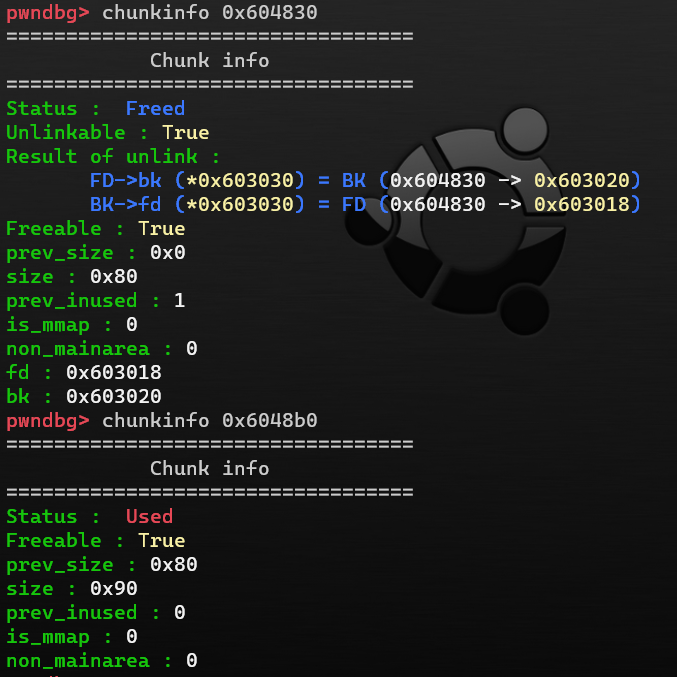 pwndbg> chunkinfo 0x604830
==================================
            Chunk info
==================================
Status :  Freed
Unlinkable : True
Result of unlink :
       FD->bk (*0x603030) = BK (0x604830 -> 0x603020)
       BK->fd (*0x603030) = FD (0x604830 -> 0x603018)
Freeable : True
prev_size : 0x0
size : 0x80
prev_inused : 1
is_mmap : 0
non_mainarea : 0
fd : 0x603018
bk : 0x603020
pwndbg> chunkinfo 0x6048b0
==================================
            Chunk info
==================================
Status :  Used
Freeable : True
prev_size : 0x80
size : 0x90
prev_inused : 0
is_mmap : 0
non_mainarea : 0